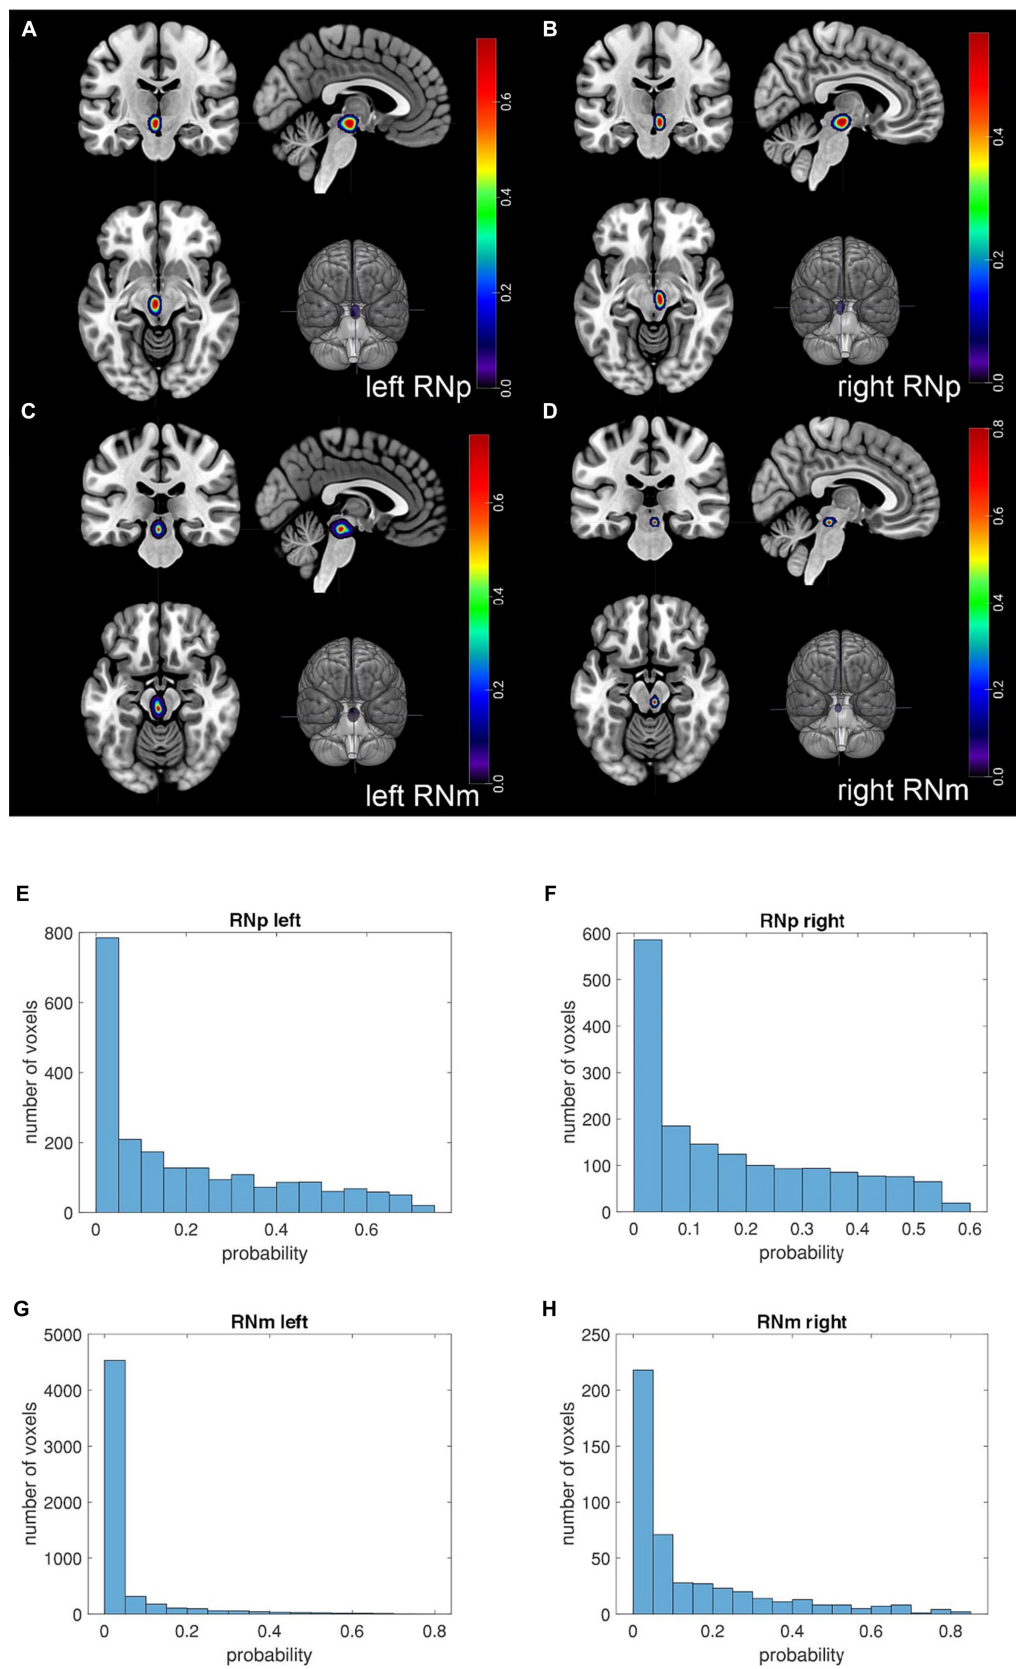 A
B
0.6
0.4
0.2
0.0
0.4
0.2
0.0
left RNp
right RNp
C
D
0.6
0.4
0.2
0.0
0.8
0.6
0.4
0.2
0.0
left RNm
right RNm
E
RNp left
800
600
400
200
0
number of voxels
0 0.2 0.4 0.6
probability
F
RNp right
600
500
400
300
200
100
0
number of voxels
0 0.1 0.2 0.3 0.4 0.5 0.6
probability
G
RNm left
5000
4000
3000
2000
1000
0
number of voxels
0 0.2 0.4 0.6 0.8
probability
H
RNm right
250
200
150
100
50
0
number of voxels
0 0.2 0.4 0.6 0.8
probability